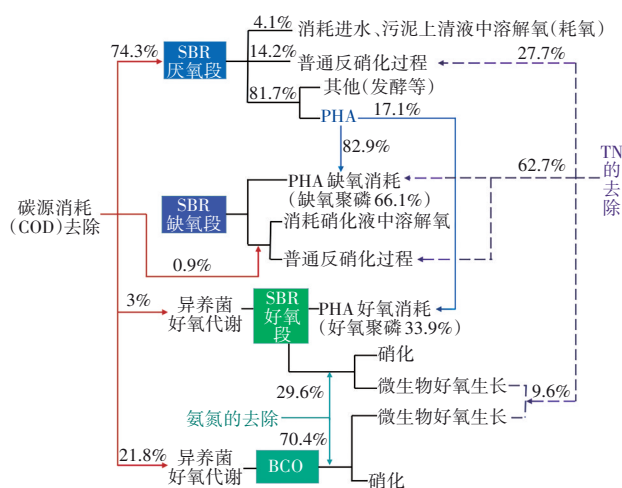 4.1%
消耗进水、污泥上清液中溶解氧(耗氧)
74.3%
SBR
厌氧段
14.2%
普通反硝化过程
27.7%
81.7%
其他(发酵等)
PHA
17.1%
82.9%
TN
的
去
除
62.7%
碳源消耗
(COD)去除
SBR
缺氧段
PHA缺氧消耗
(缺氧聚磷66.1%)
消耗硝化液中溶解氧
普通反硝化过程
0.9%
3%
异养菌
好氧代谢
SBR
好氧
段
PHA好氧消耗
(好氧聚磷33.9%)
硝化
29.6%
微生物好氧生长
9.6%
氨氮的去除
微生物好氧生长
70.4%
21.8%
异养菌
好氧代谢
BCO
硝化